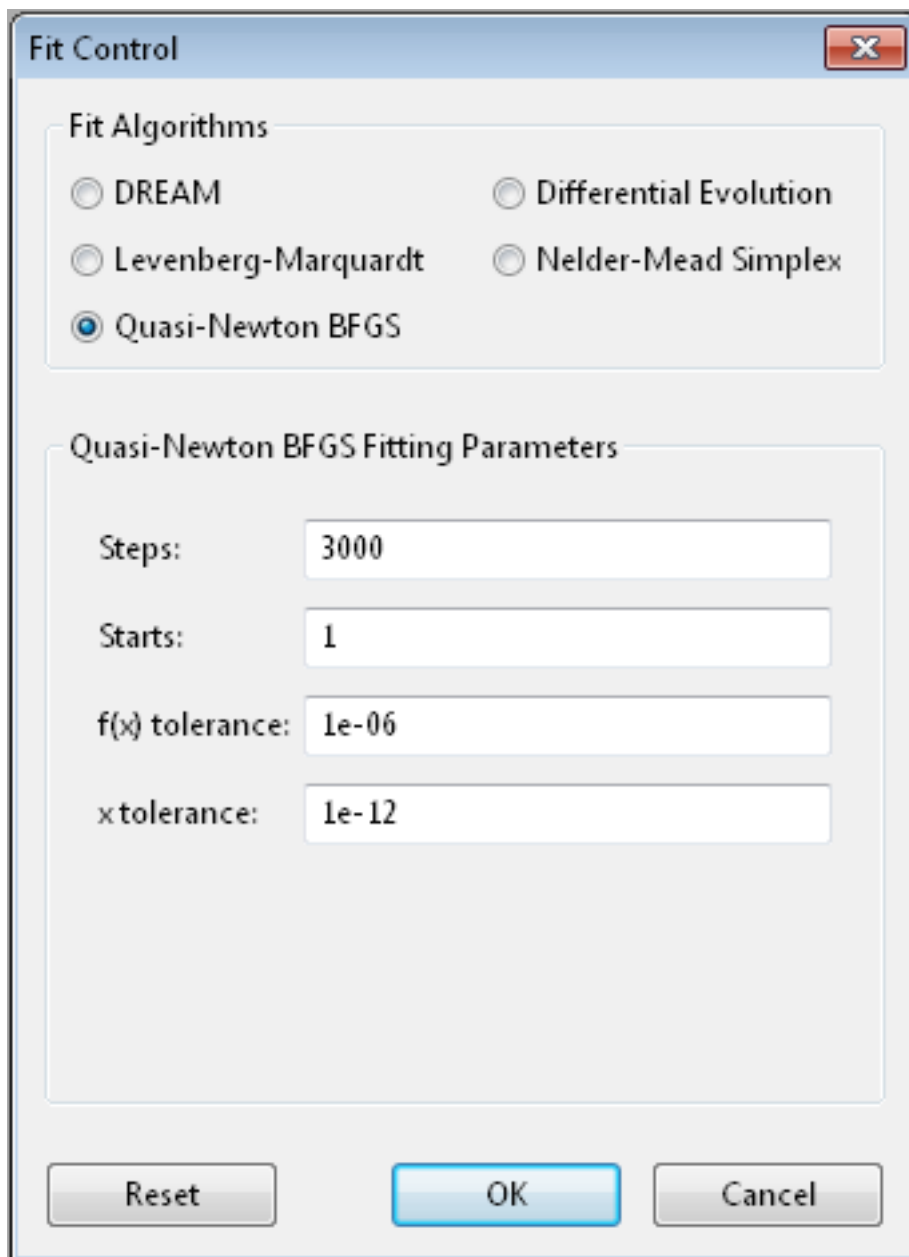 Fit Control
Fit Algorithms
DREAM
Differential Evolution
Levenberg-Marquardt
Nelder-Mead Simplex
Quasi-Newton BFGS
Quasi-Newton BFGS Fitting Parameters
Steps: 3000
Starts: 1
f(x) tolerance: 1e-06
x tolerance: 1e-12
Reset
OK
Cancel